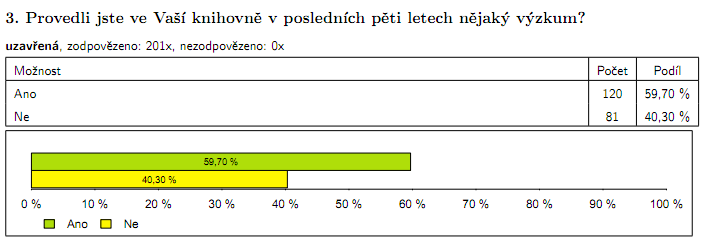 3. Provedli jste ve Vaší knihovně v posledních pěti letech nějaký výzkum?
uzavřená, zodpovězeno: 201x, nezodpovězeno: 0x
Možnost Počet Podíl
Ano 120 59,70 %
Ne 81 40,30 %
59,70 %
40,30 %
0 % 10 % 20 % 30 % 40 % 50 % 60 % 70 % 80 % 90 % 100 %
Ano Ne